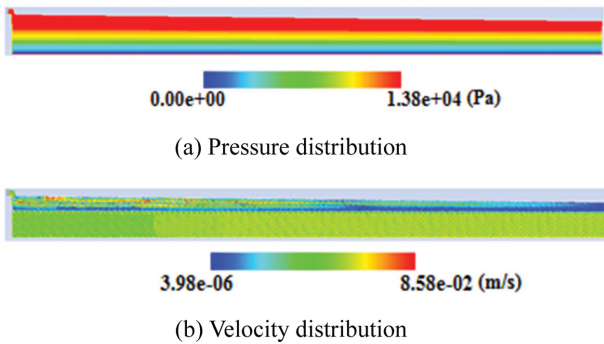 0.00e+00 1.38e+04 (Pa)
(a) Pressure distribution
3.98e-06 8.58e-02 (m/s)
(b) Velocity distribution